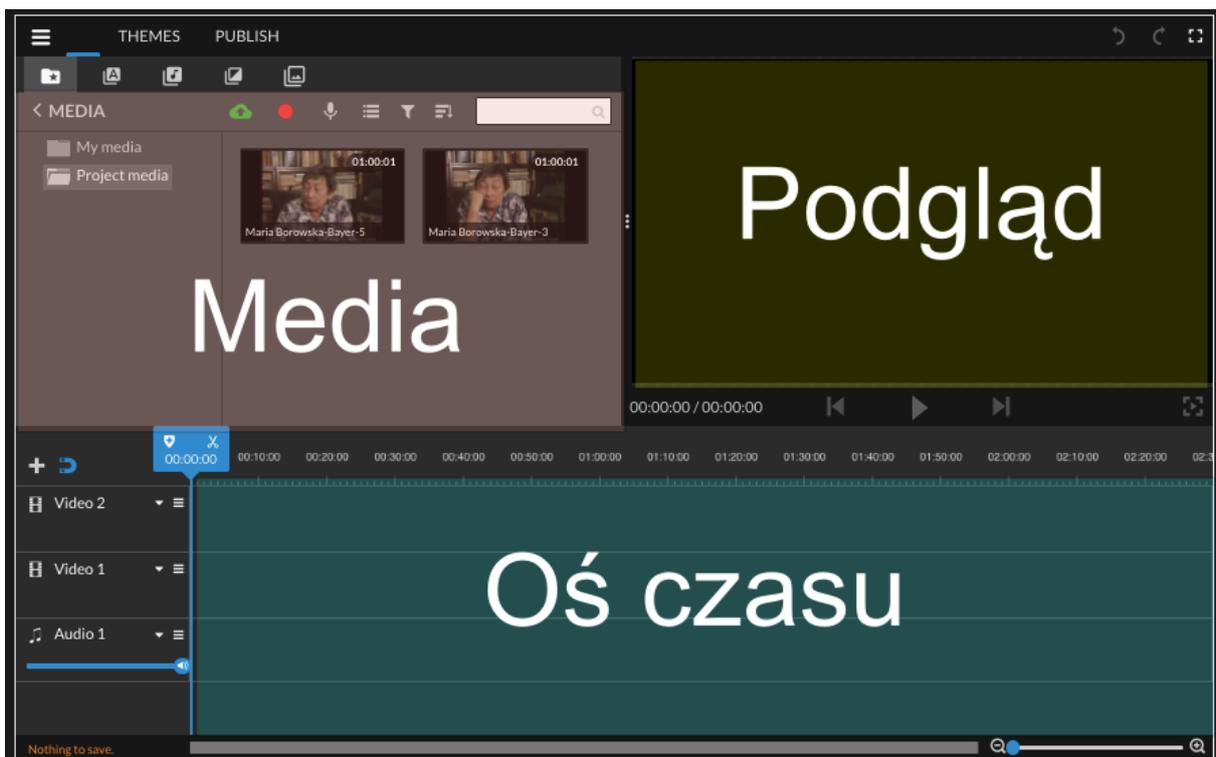 THEMES PUBLISH
MEDIA
My media
Project media
01:00:01 01:00:01
Maria Borowska-Bayer-5 Maria Borowska-Bayer-3
Media
Podgląd
00:00:00 / 00:00:00
00:00:00 00:10:00 00:20:00 00:30:00 00:40:00 00:50:00 01:00:00 01:10:00 01:20:00 01:30:00 01:40:00 01:50:00 02:00:00 02:10:00 02:20:00 02:3
Video 2
Video 1
Audio 1
Oś czasu
Nothing to save.